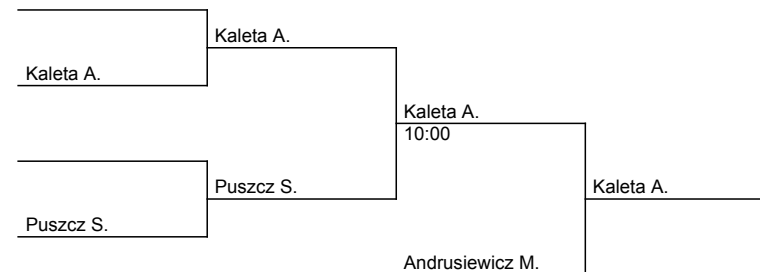 Kaleta A.
Kaleta A.
Kaleta A.
10:00
Puszcz S.
Kaleta A.
Puszcz S.
Andrusiewicz M.